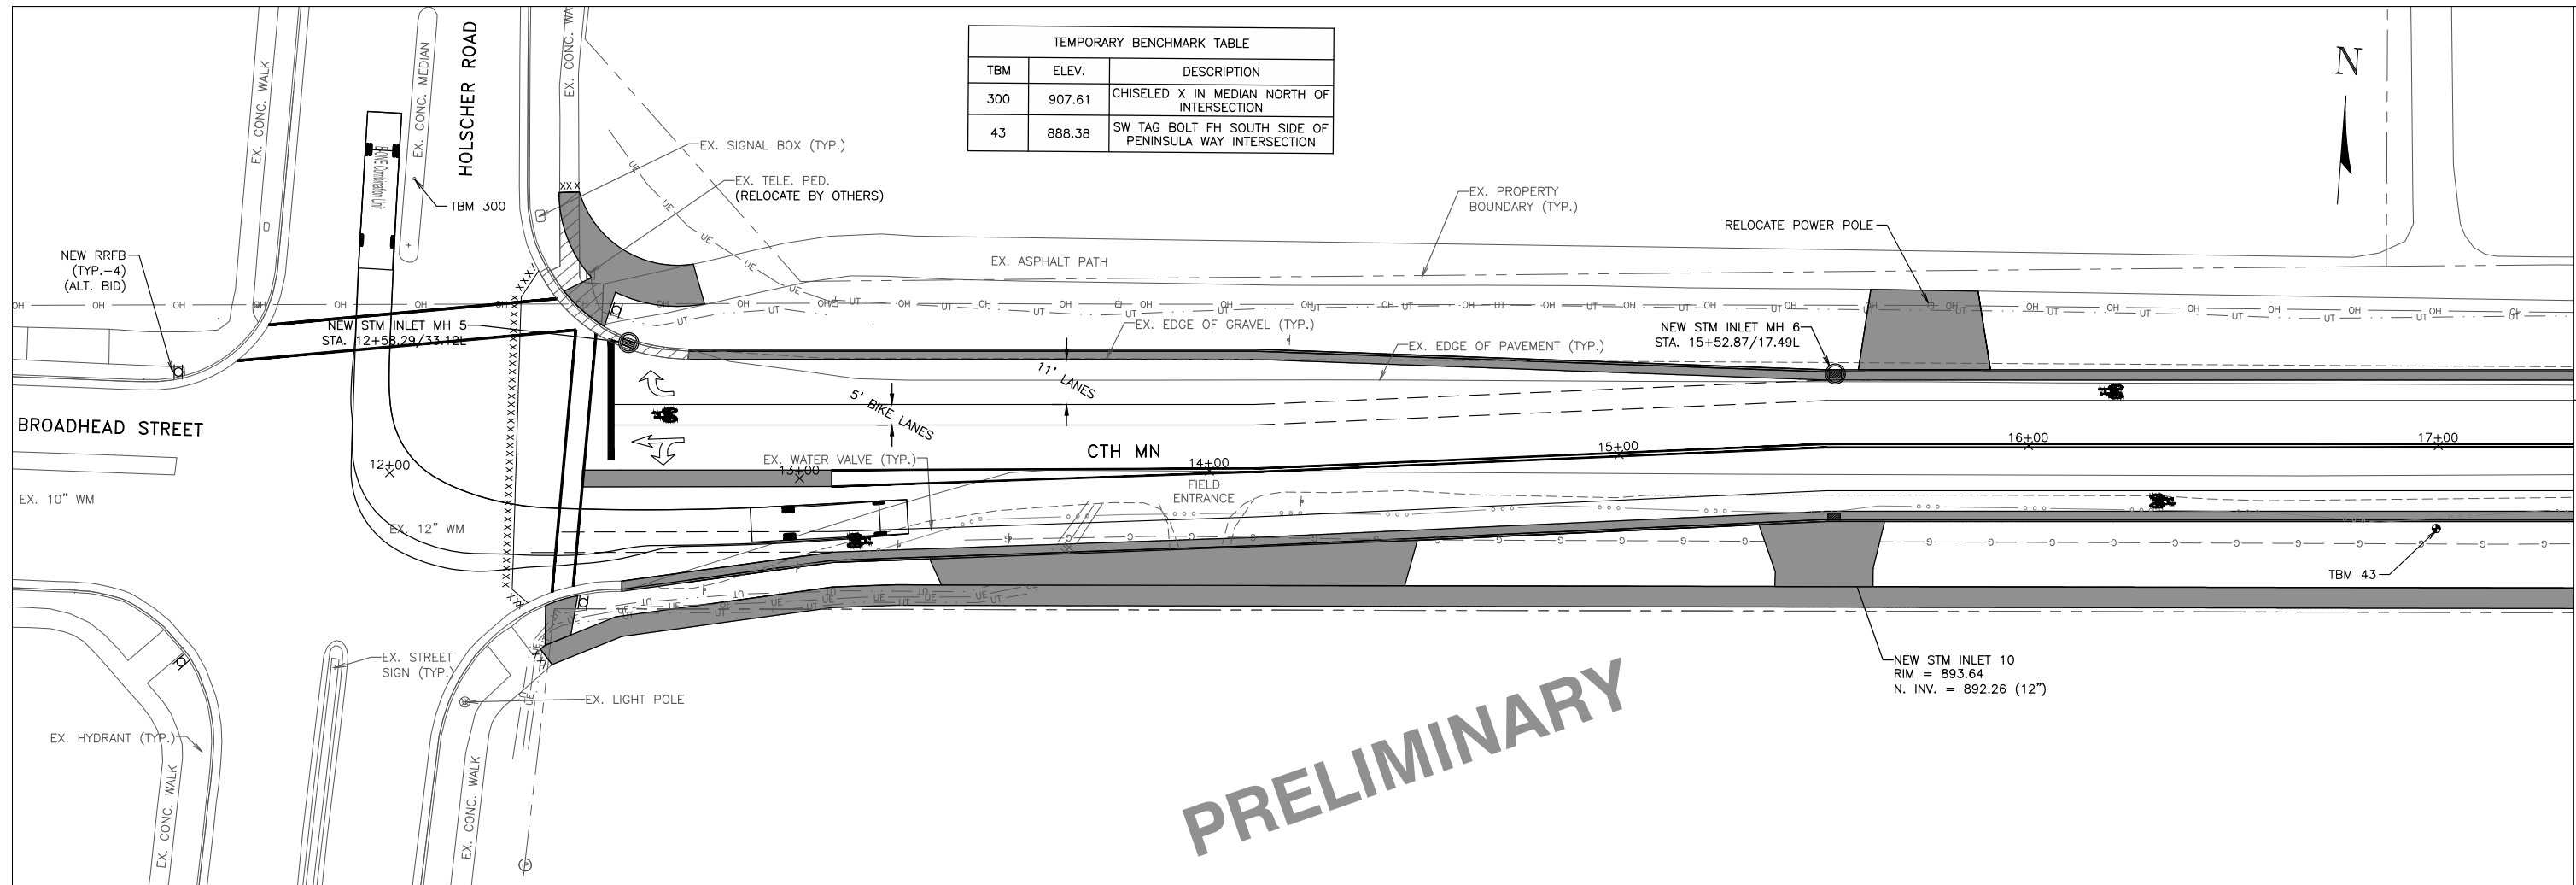 HOLSCHER ROAD
EX. CONC. WALK
EX. CONC. MEDIAN
EX. CONC. WA
TEMPORARY BENCHMARK TABLE
TBM ELEV. DESCRIPTION
300 907.61 CHISELED X IN MEDIAN NORTH OF
INTERSECTION
43 888.38 SW TAG BOLT FH SOUTH SIDE OF
PENINSULA WAY INTERSECTION
N
EX. SIGNAL BOX (TYP.)
EX. TELE. PED.
(RELOCATE BY OTHERS)
TBM 300
NEW RRFB
(TYP.-4)
(ALT. BID)
EX. PROPERTY
BOUNDARY (TYP.)
RELOCATE POWER POLE
EX. ASPHALT PATH
NEW STM INLET MH 5
STA. 12+58.29/33.12L
EX. EDGE OF GRAVEL (TYP.)
EX. EDGE OF PAVEMENT (TYP.)
NEW STM INLET MH 6
STA. 15+52.87/17.49L
11' LANES
5' BIKE LANES
BROADHEAD STREET
CTH MN
EX. WATER VALVE (TYP.)
12+00
13+00
14+00
15+00
16+00
17+00
FIELD
ENTRANCE
EX. 10" WM
EX. 12" WM
TBM 43
NEW STM INLET 10
RIM = 893.64
N. INV. = 892.26 (12")
EX. STREET
SIGN (TYP.)
EX. LIGHT POLE
EX. HYDRANT (TYP.)
EX. CONC. WALK
EX. CONC. WALK
PRELIMINARY